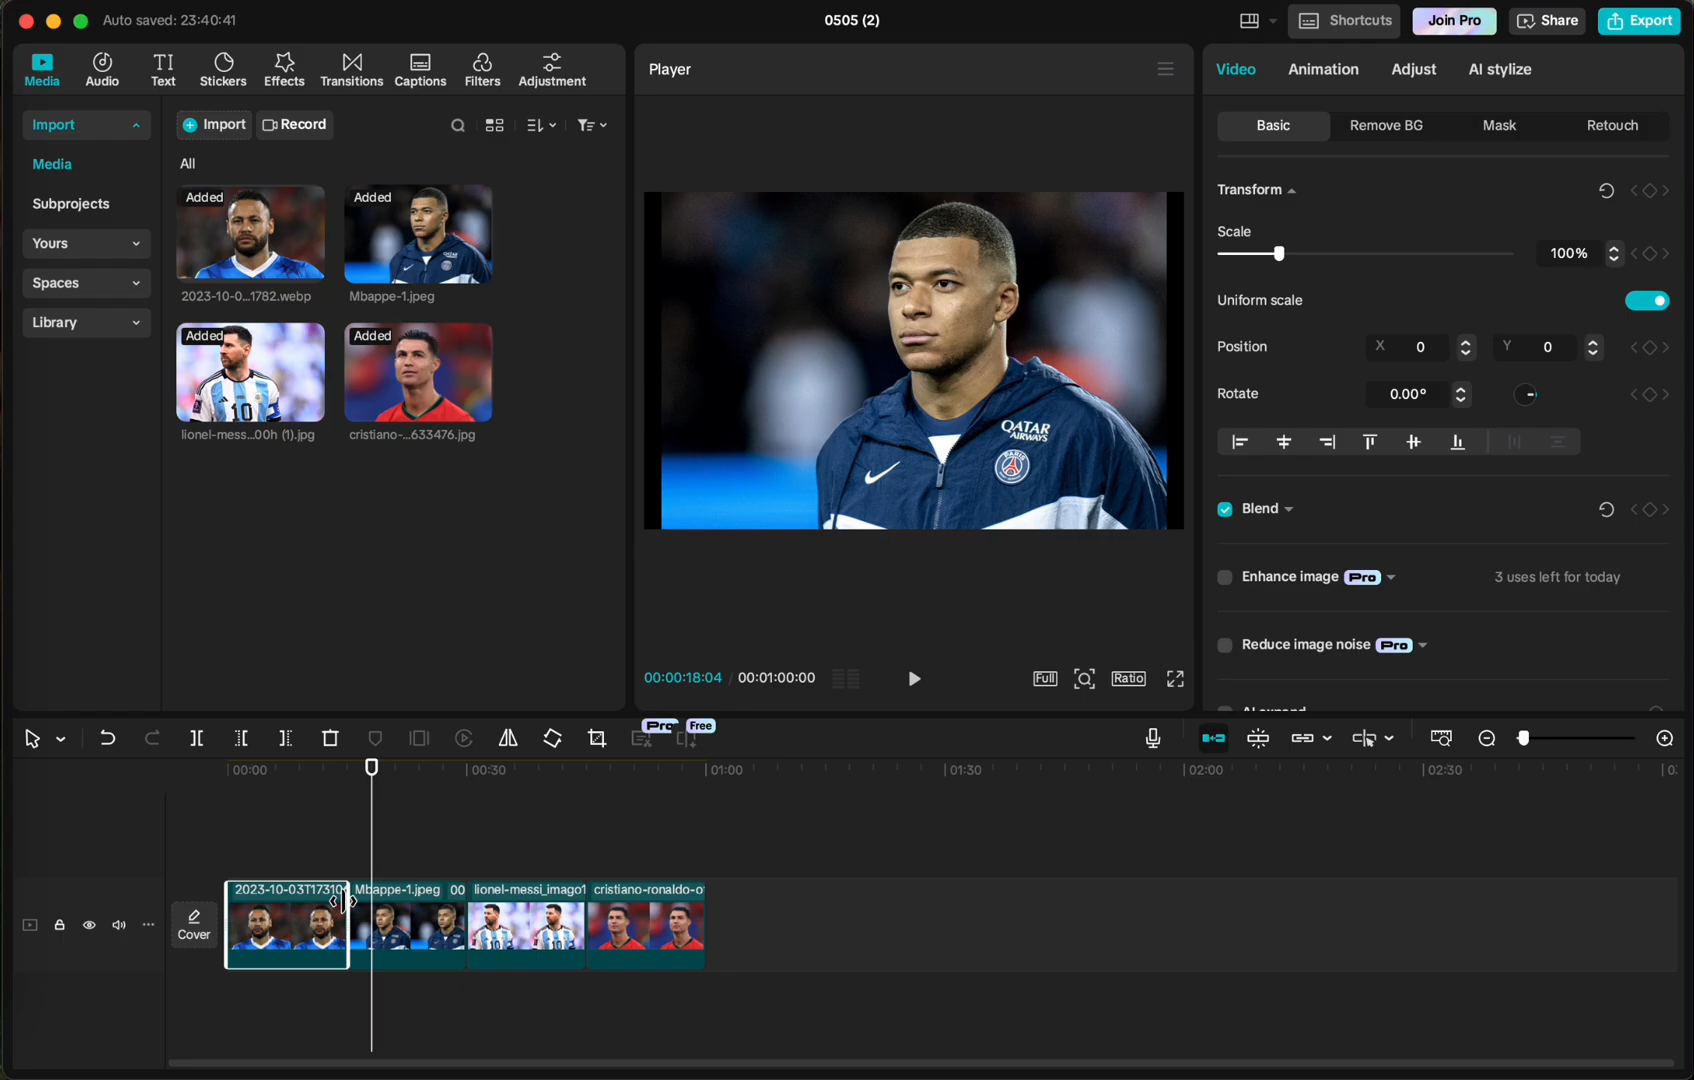 Auto saved: 23:40:41
0505 (2)
Shortcuts
Join Pro
Share
Export
Media
Audio
TI
Text
Stickers
Effects
Transitions
Captions
Filters
Adjustment
Import
Media
Subprojects
Yours
Spaces
Library
Import
Record
All
Added
2023-10-0...1782.webp
Added
Mbappe-1.jpeg
Added
10
lionel-mess...00h (1).jpg
Added
cristiano-...633476.jpg
Player
QATAR
AIRWAYS
PARIS
00:00:18:04 / 00:01:00:00
Full
Ratio
Video
Animation
Adjust
AI stylize
Basic
Remove BG
Mask
Retouch
Transform
Scale
100%
Uniform scale
Position
X 0
Y 0
Rotate
0.00°
Blend
Enhance image Pro
3 uses left for today
Reduce image noise Pro
AI expand
Pro
Free
00:00
00:30
01:00
01:30
02:00
02:30
Cover
2023-10-03T17310
Mbappe-1.jpeg 00
lionel-messi_imago1
cristiano-ronaldo-o